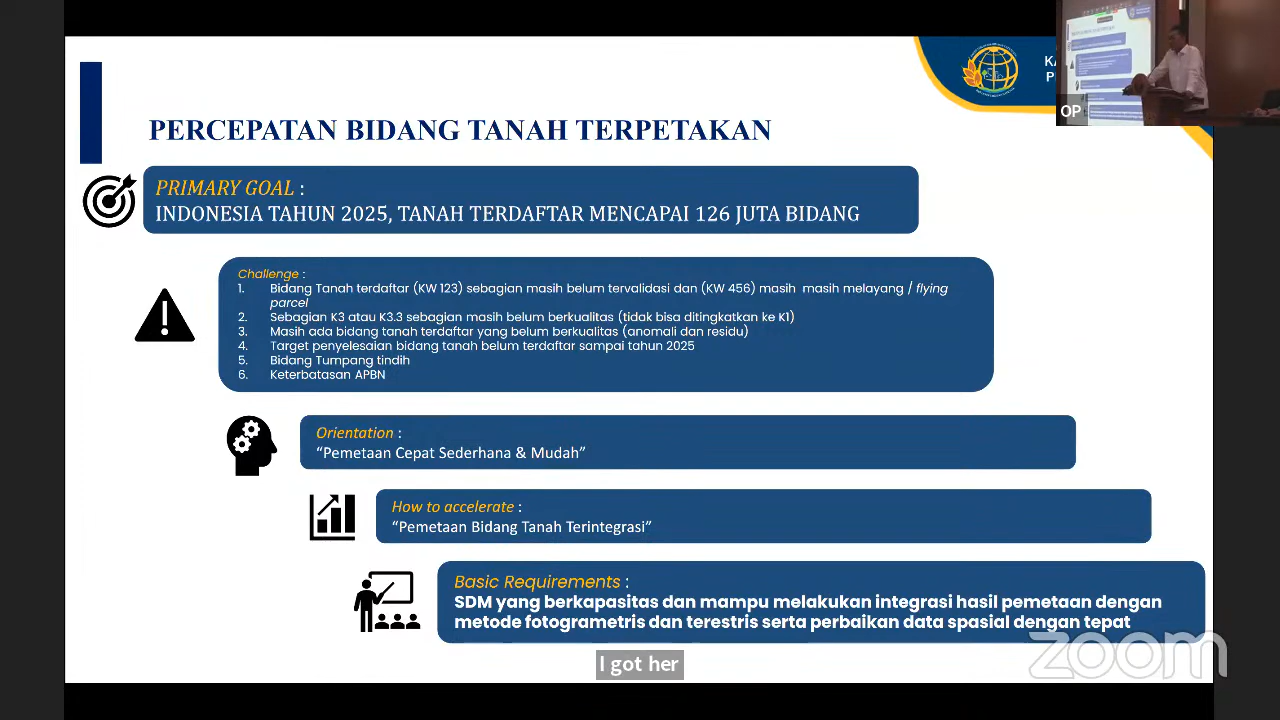 KA
PE
OP
PERCEPATAN BIDANG TANAH TERPETAKAN
PRIMARY GOAL :
INDONESIA TAHUN 2025, TANAH TERDAFTAR MENCAPAI 126 JUTA BIDANG
Challenge :
1. Bidang Tanah terdaftar (KW 123) sebagian masih belum tervalidasi dan (KW 456) masih masih melayang / flying
parcel
2. Sebagian K3 atau K3.3 sebagian masih belum berkualitas (tidak bisa ditingkatkan ke K1)
3. Masih ada bidang tanah terdaftar yang belum berkualitas (anomali dan residu)
4. Target penyelesaian bidang tanah belum terdaftar sampai tahun 2025
5. Bidang Tumpang tindih
6. Keterbatasan APBN
Orientation :
“Pemetaan Cepat Sederhana & Mudah”
How to accelerate :
“Pemetaan Bidang Tanah Terintegrasi”
Basic Requirements :
SDM yang berkapasitas dan mampu melakukan integrasi hasil pemetaan dengan
metode fotogrametris dan terestris serta perbaikan data spasial dengan tepat
zoom
I got her